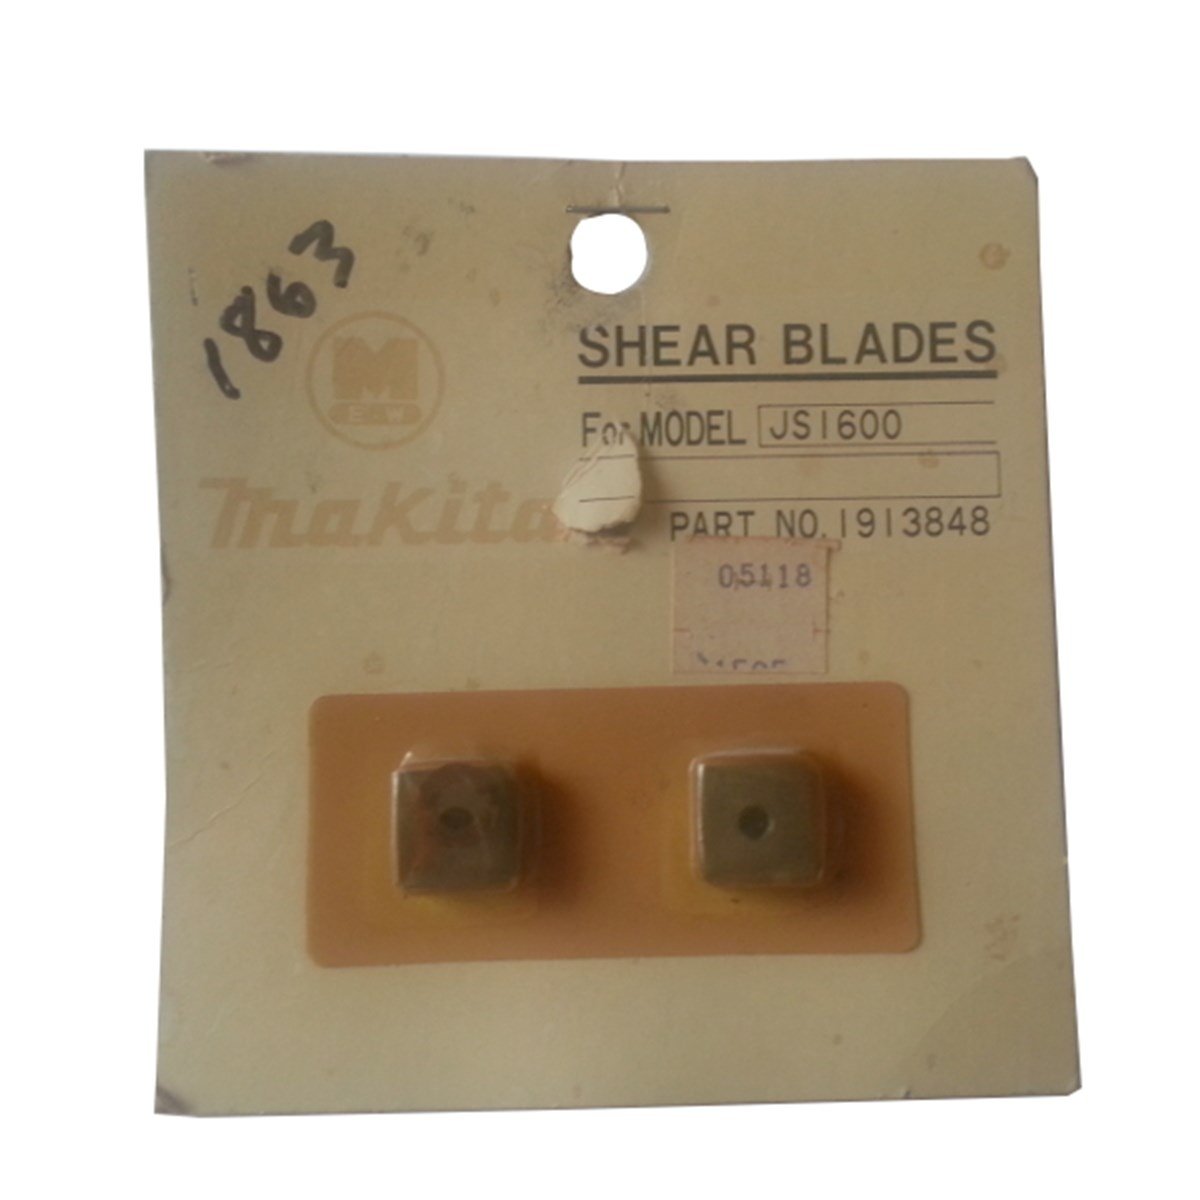 1863
M
E.W
makita
SHEAR BLADES
For MODEL JS1600
PART NO. 1913848
05118